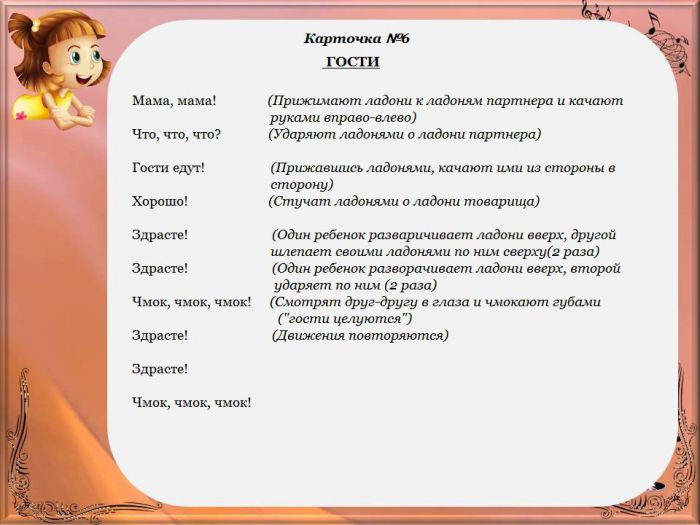 Карточка №6
ГОСТИ
Мама, мама! (Прижимают ладони к ладоням партнера и качают
руками вправо-влево)
Что, что, что? (Ударяют ладонями о ладони партнера)
Гости едут! (Прижавшись ладонями, качают ими из стороны в
сторону)
Хорошо! (Стучат ладонями о ладони товарища)
Здрасте! (Один ребенок разваричивает ладони вверх, другой
шлепает своими ладонями по ним сверху(2 раза)
Здрасте! (Один ребенок разворачивает ладони вверх, второй
ударяет по ним (2 раза)
Чмок, чмок, чмок! (Смотрят друг-другу в глаза и чмокают губами
("гости целуются")
Здрасте! (Движения повторяются)
Здрасте!
Чмок, чмок, чмок!